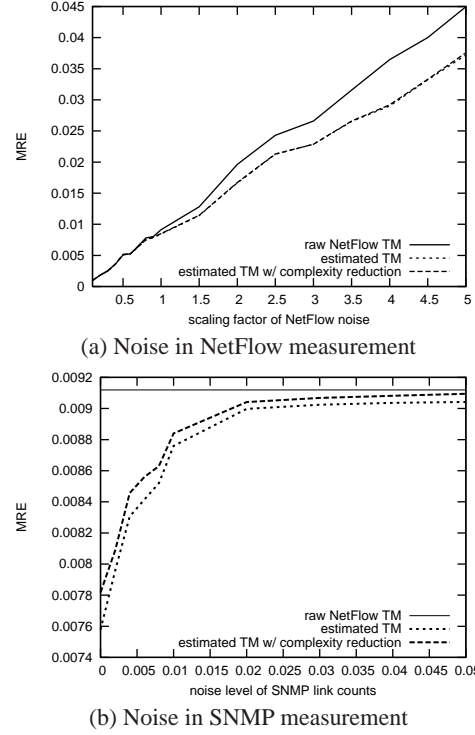 0.045
0.04
0.035
0.03
0.025
0.02
0.015
0.01
0.005
0
MRE
raw NetFlow TM
estimated TM
estimated TM w/ complexity reduction
0.5 1 1.5 2 2.5 3 3.5 4 4.5 5
scaling factor of NetFlow noise
(a) Noise in NetFlow measurement
0.0092
0.009
0.0088
0.0086
0.0084
0.0082
0.008
0.0078
0.0076
0.0074
MRE
raw NetFlow TM
estimated TM
estimated TM w/ complexity reduction
0 0.005 0.01 0.015 0.02 0.025 0.03 0.035 0.04 0.045 0.05
noise level of SNMP link counts
(b) Noise in SNMP measurement